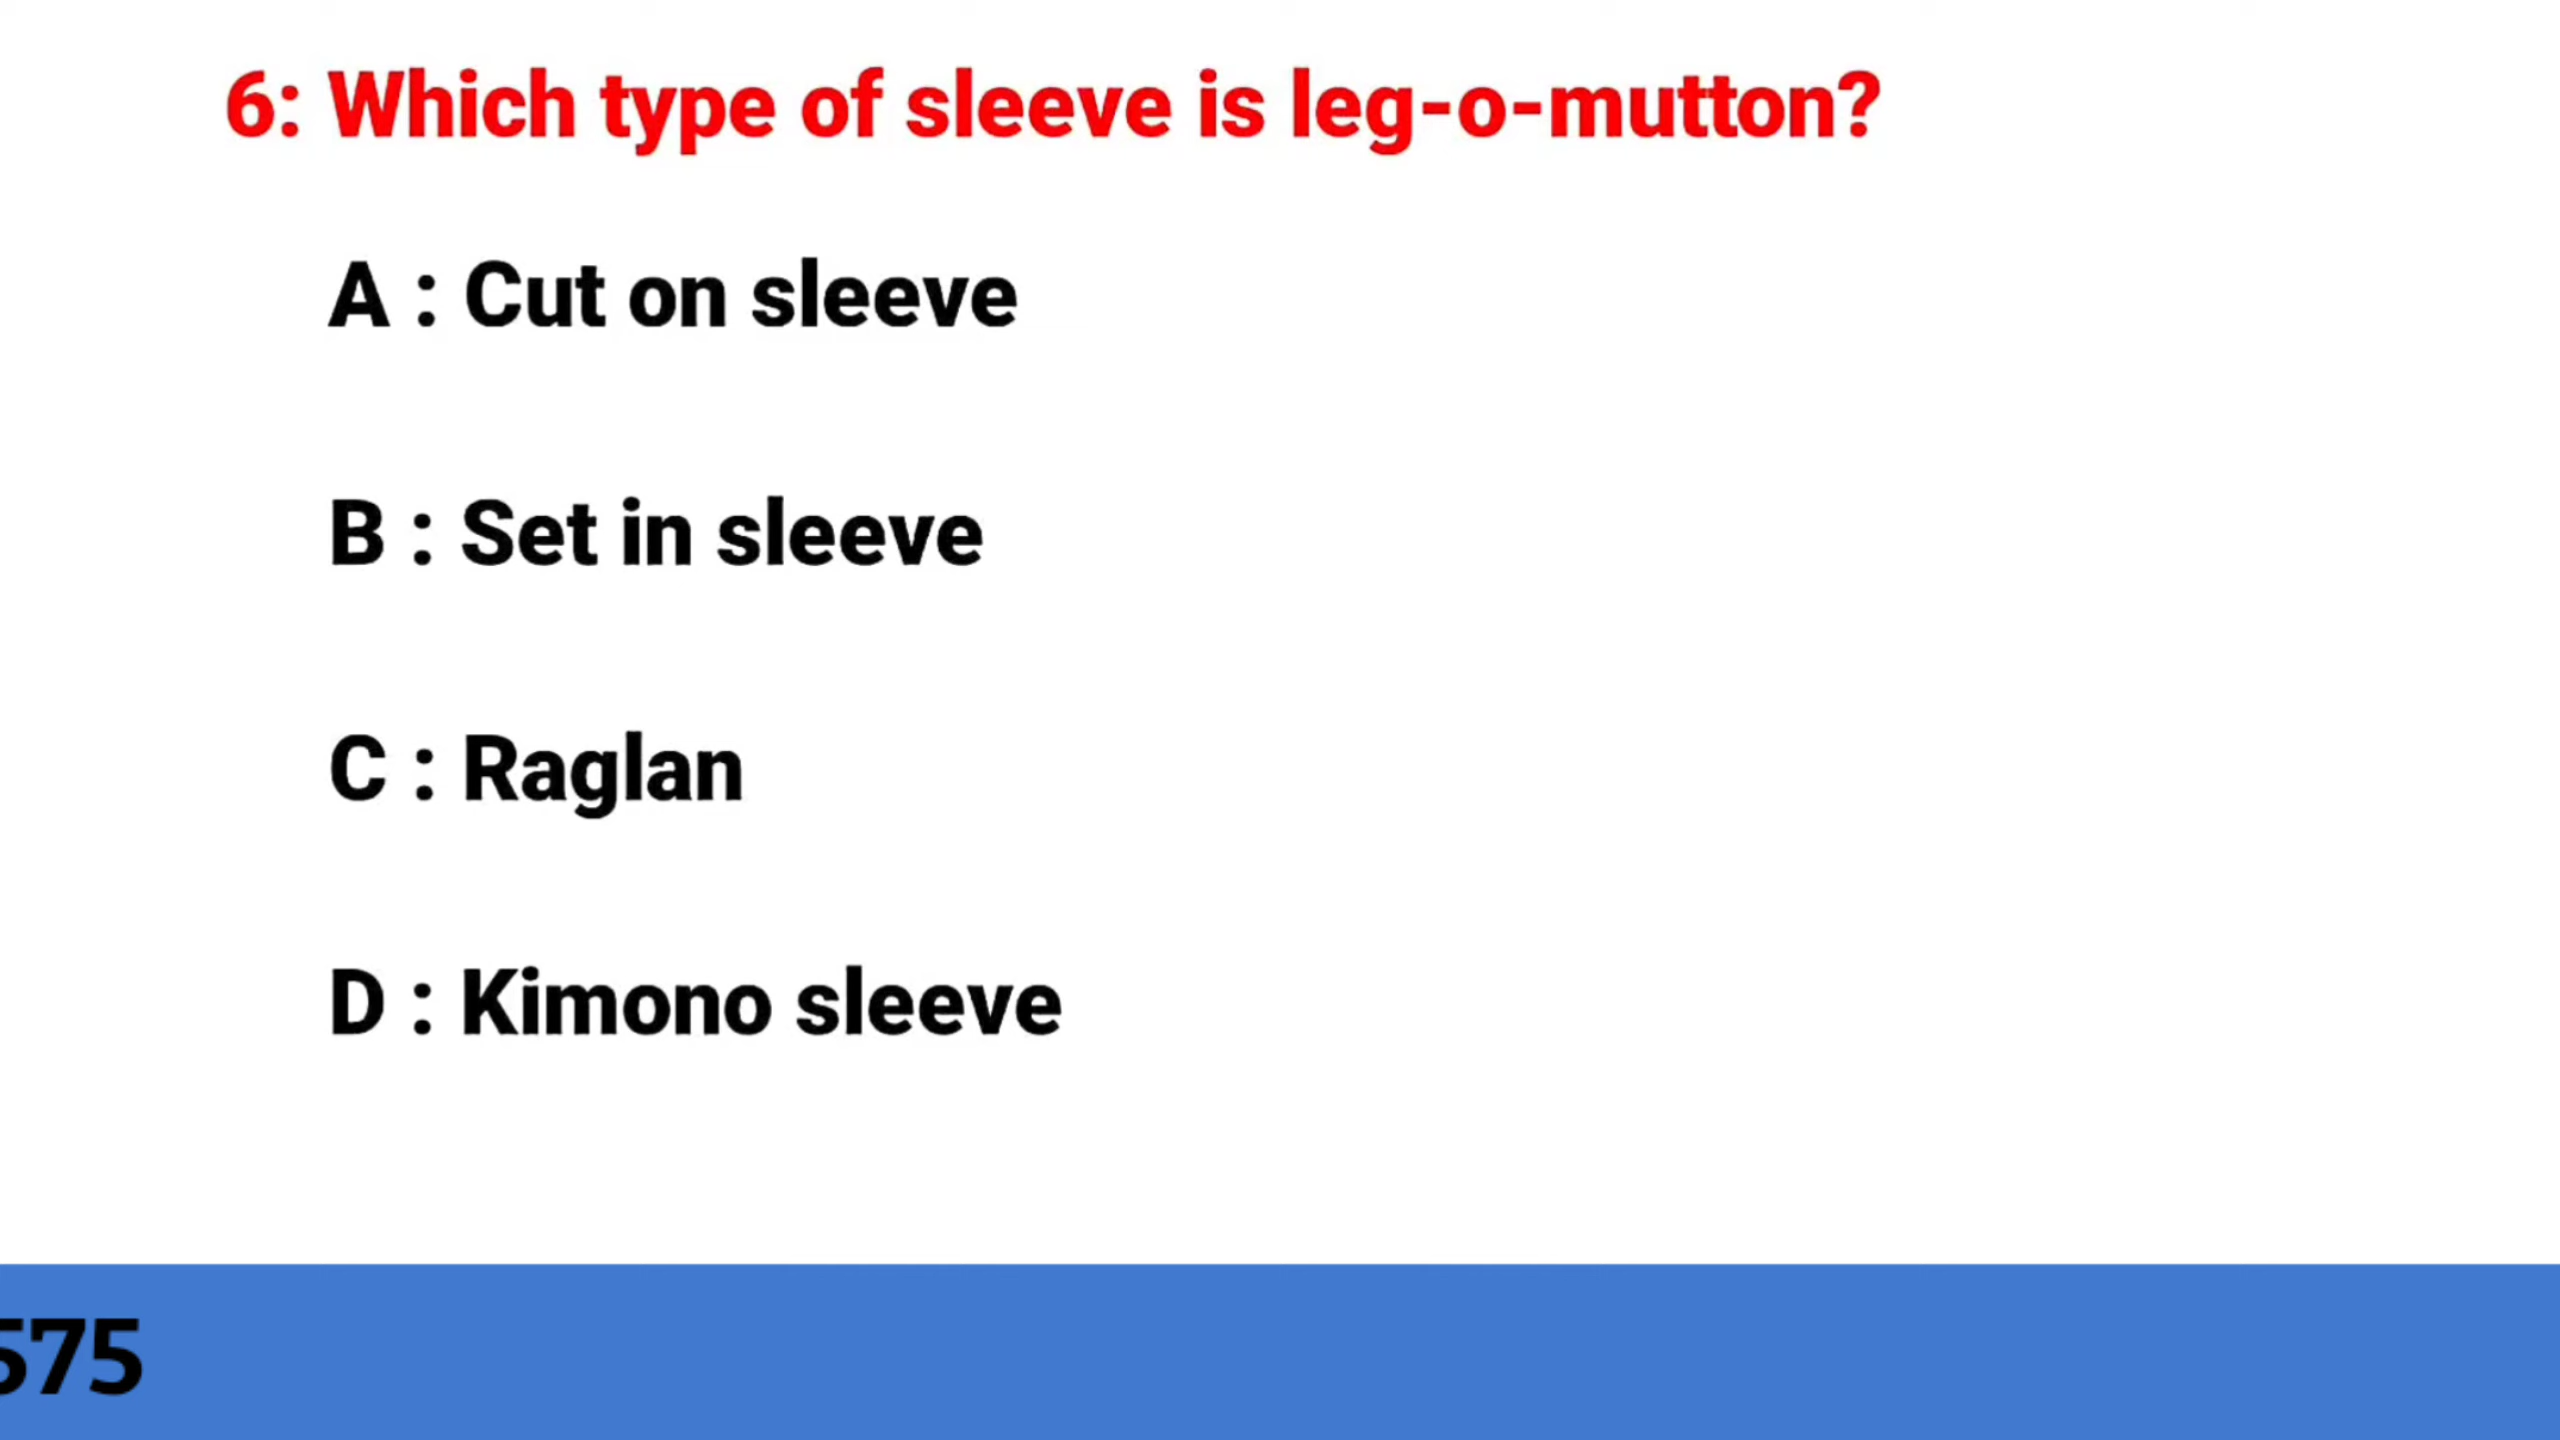 6: Which type of sleeve is leg-o-mutton?
A : Cut on sleeve
B : Set in sleeve
C : Raglan
D : Kimono sleeve
575